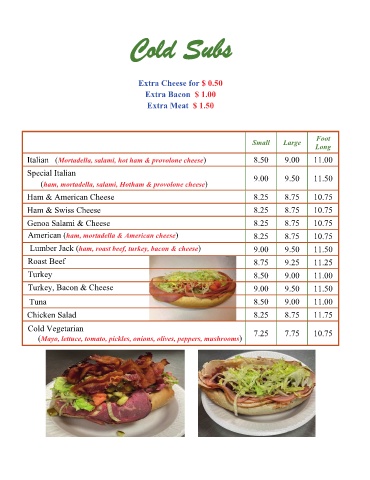 Cold Subs
Extra Cheese for $ 0.50
Extra Bacon $ 1.00
Extra Meat $ 1.50
Small Large Foot Long
Italian (Mortadella, salami, hot ham & provolone cheese) 8.50 9.00 11.00
Special Italian
(ham, mortadella, salami, Hotham & provolone cheese) 9.00 9.50 11.50
Ham & American Cheese 8.25 8.75 10.75
Ham & Swiss Cheese 8.25 8.75 10.75
Genoa Salami & Cheese 8.25 8.75 10.75
American (ham, mortadella & American cheese) 8.25 8.75 10.75
Lumber Jack (ham, roast beef, turkey, bacon & cheese) 9.00 9.50 11.50
Roast Beef 8.75 9.25 11.25
Turkey 8.50 9.00 11.00
Turkey, Bacon & Cheese 9.00 9.50 11.50
Tuna 8.50 9.00 11.00
Chicken Salad 8.25 8.75 11.75
Cold Vegetarian
(Mayo, lettuce, tomato, pickles, onions, olives, peppers, mushrooms) 7.25 7.75 10.75